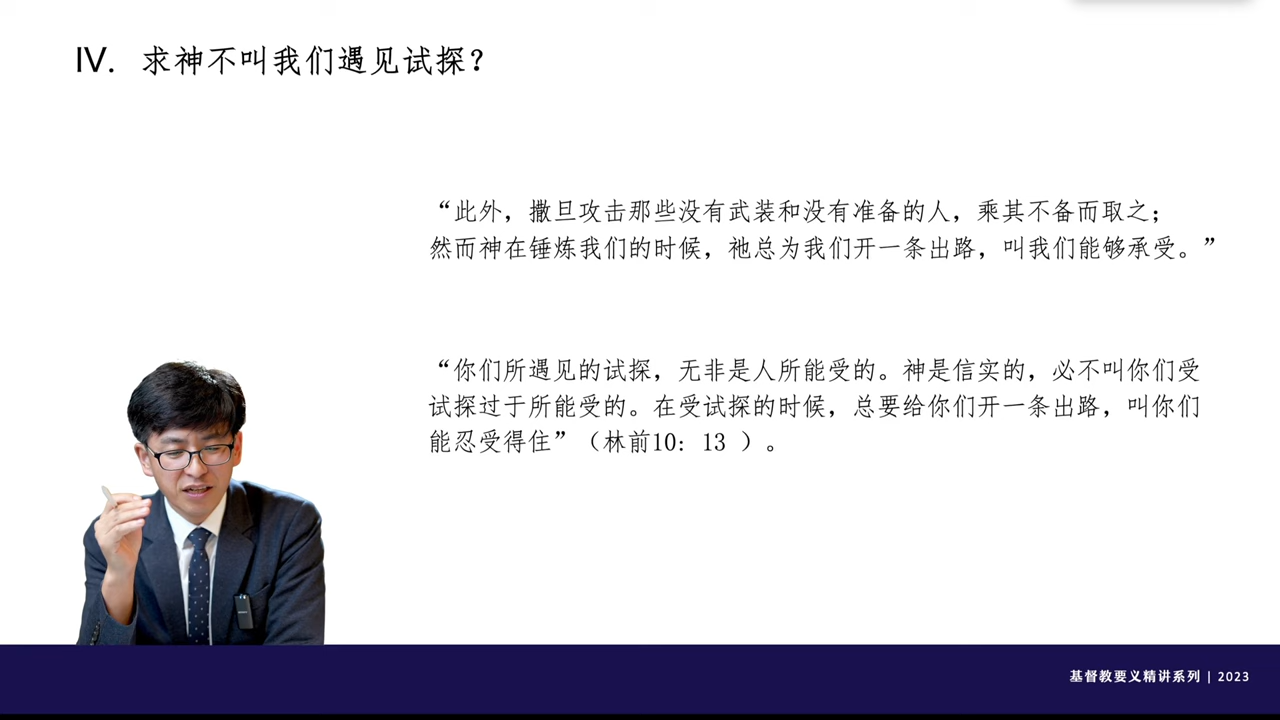 IV. 求神不叫我们遇见试探？
“此外，撒旦攻击那些没有武装和没有准备的人，乘其不备而取之；
然而神在锤炼我们的时候，祂总为我们开一条出路，叫我们能够承受。”
“你们所遇见的试探，无非是人所能受的。神是信实的，必不叫你们受
试探过于所能受的。在受试探的时候，总要给你们开一条出路，叫你们
能忍受得住”（林前10：13 ）。
基督教要义精讲系列 | 2023